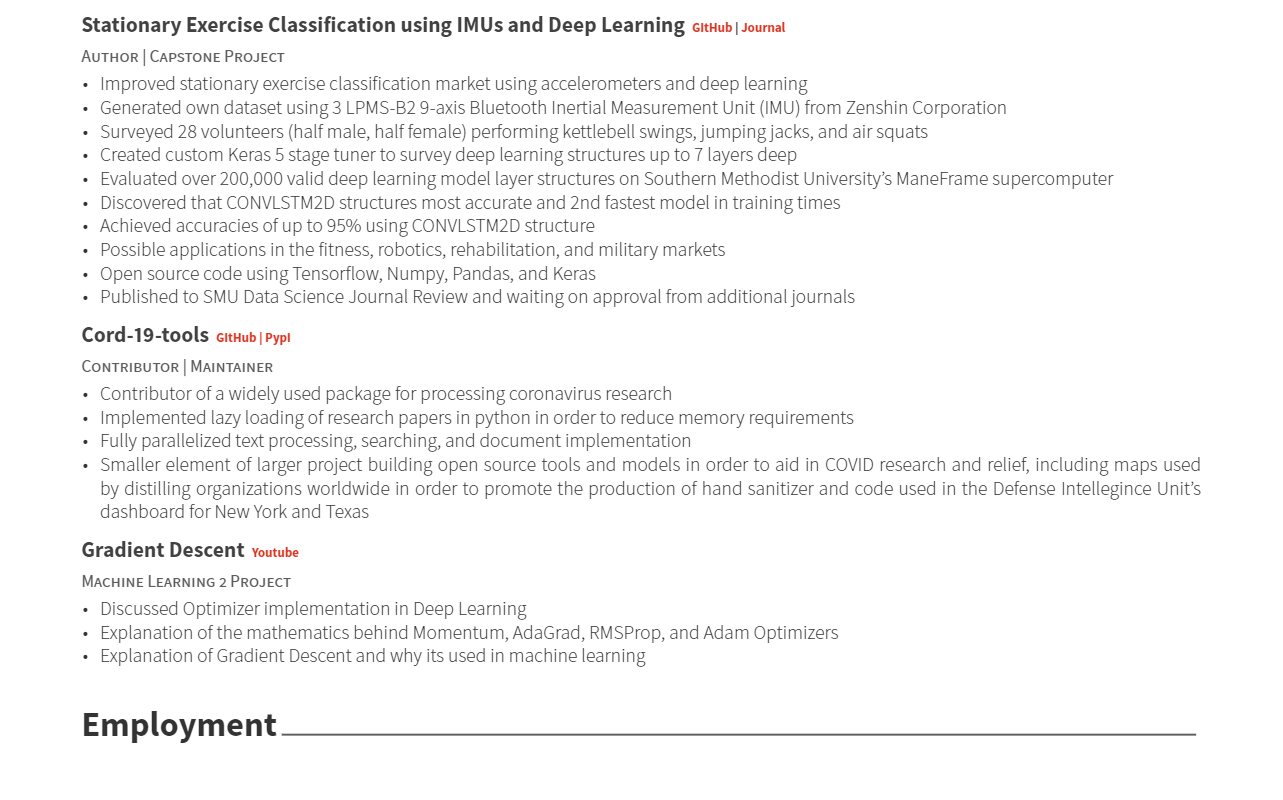 Stationary Exercise Classification using IMUs and Deep Learning GItHub | Journal
Author | Capstone Project
• Improved stationary exercise classification market using accelerometers and deep learning
• Generated own dataset using 3 LPMS-B2 9-axis Bluetooth Inertial Measurement Unit (IMU) from Zenshin Corporation
• Surveyed 28 volunteers (half male, half female) performing kettlebell swings, jumping jacks, and air squats
• Created custom Keras 5 stage tuner to survey deep learning structures up to 7 layers deep
• Evaluated over 200,000 valid deep learning model layer structures on Southern Methodist University’s ManeFrame supercomputer
• Discovered that CONVLSTM2D structures most accurate and 2nd fastest model in training times
• Achieved accuracies of up to 95% using CONVLSTM2D structure
• Possible applications in the fitness, robotics, rehabilitation, and military markets
• Open source code using Tensorflow, Numpy, Pandas, and Keras
• Published to SMU Data Science Journal Review and waiting on approval from additional journals
Cord-19-tools GItHub | PypI
Contributor | Maintainer
• Contributor of a widely used package for processing coronavirus research
• Implemented lazy loading of research papers in python in order to reduce memory requirements
• Fully parallelized text processing, searching, and document implementation
• Smaller element of larger project building open source tools and models in order to aid in COVID research and relief, including maps used
by distilling organizations worldwide in order to promote the production of hand sanitizer and code used in the Defense Intellegince Unit’s
dashboard for New York and Texas
Gradient Descent Youtube
Machine Learning 2 Project
• Discussed Optimizer implementation in Deep Learning
• Explanation of the mathematics behind Momentum, AdaGrad, RMSProp, and Adam Optimizers
• Explanation of Gradient Descent and why its used in machine learning
Employment